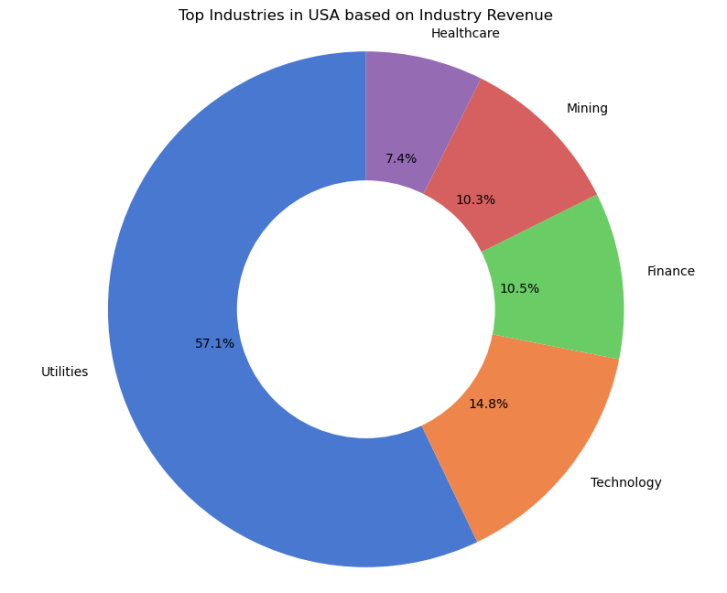 Top Industries in USA based on Industry Revenue
Healthcare
Mining
7.4%
10.3%
Finance
10.5%
57.1%
Utilities
14.8%
Technology